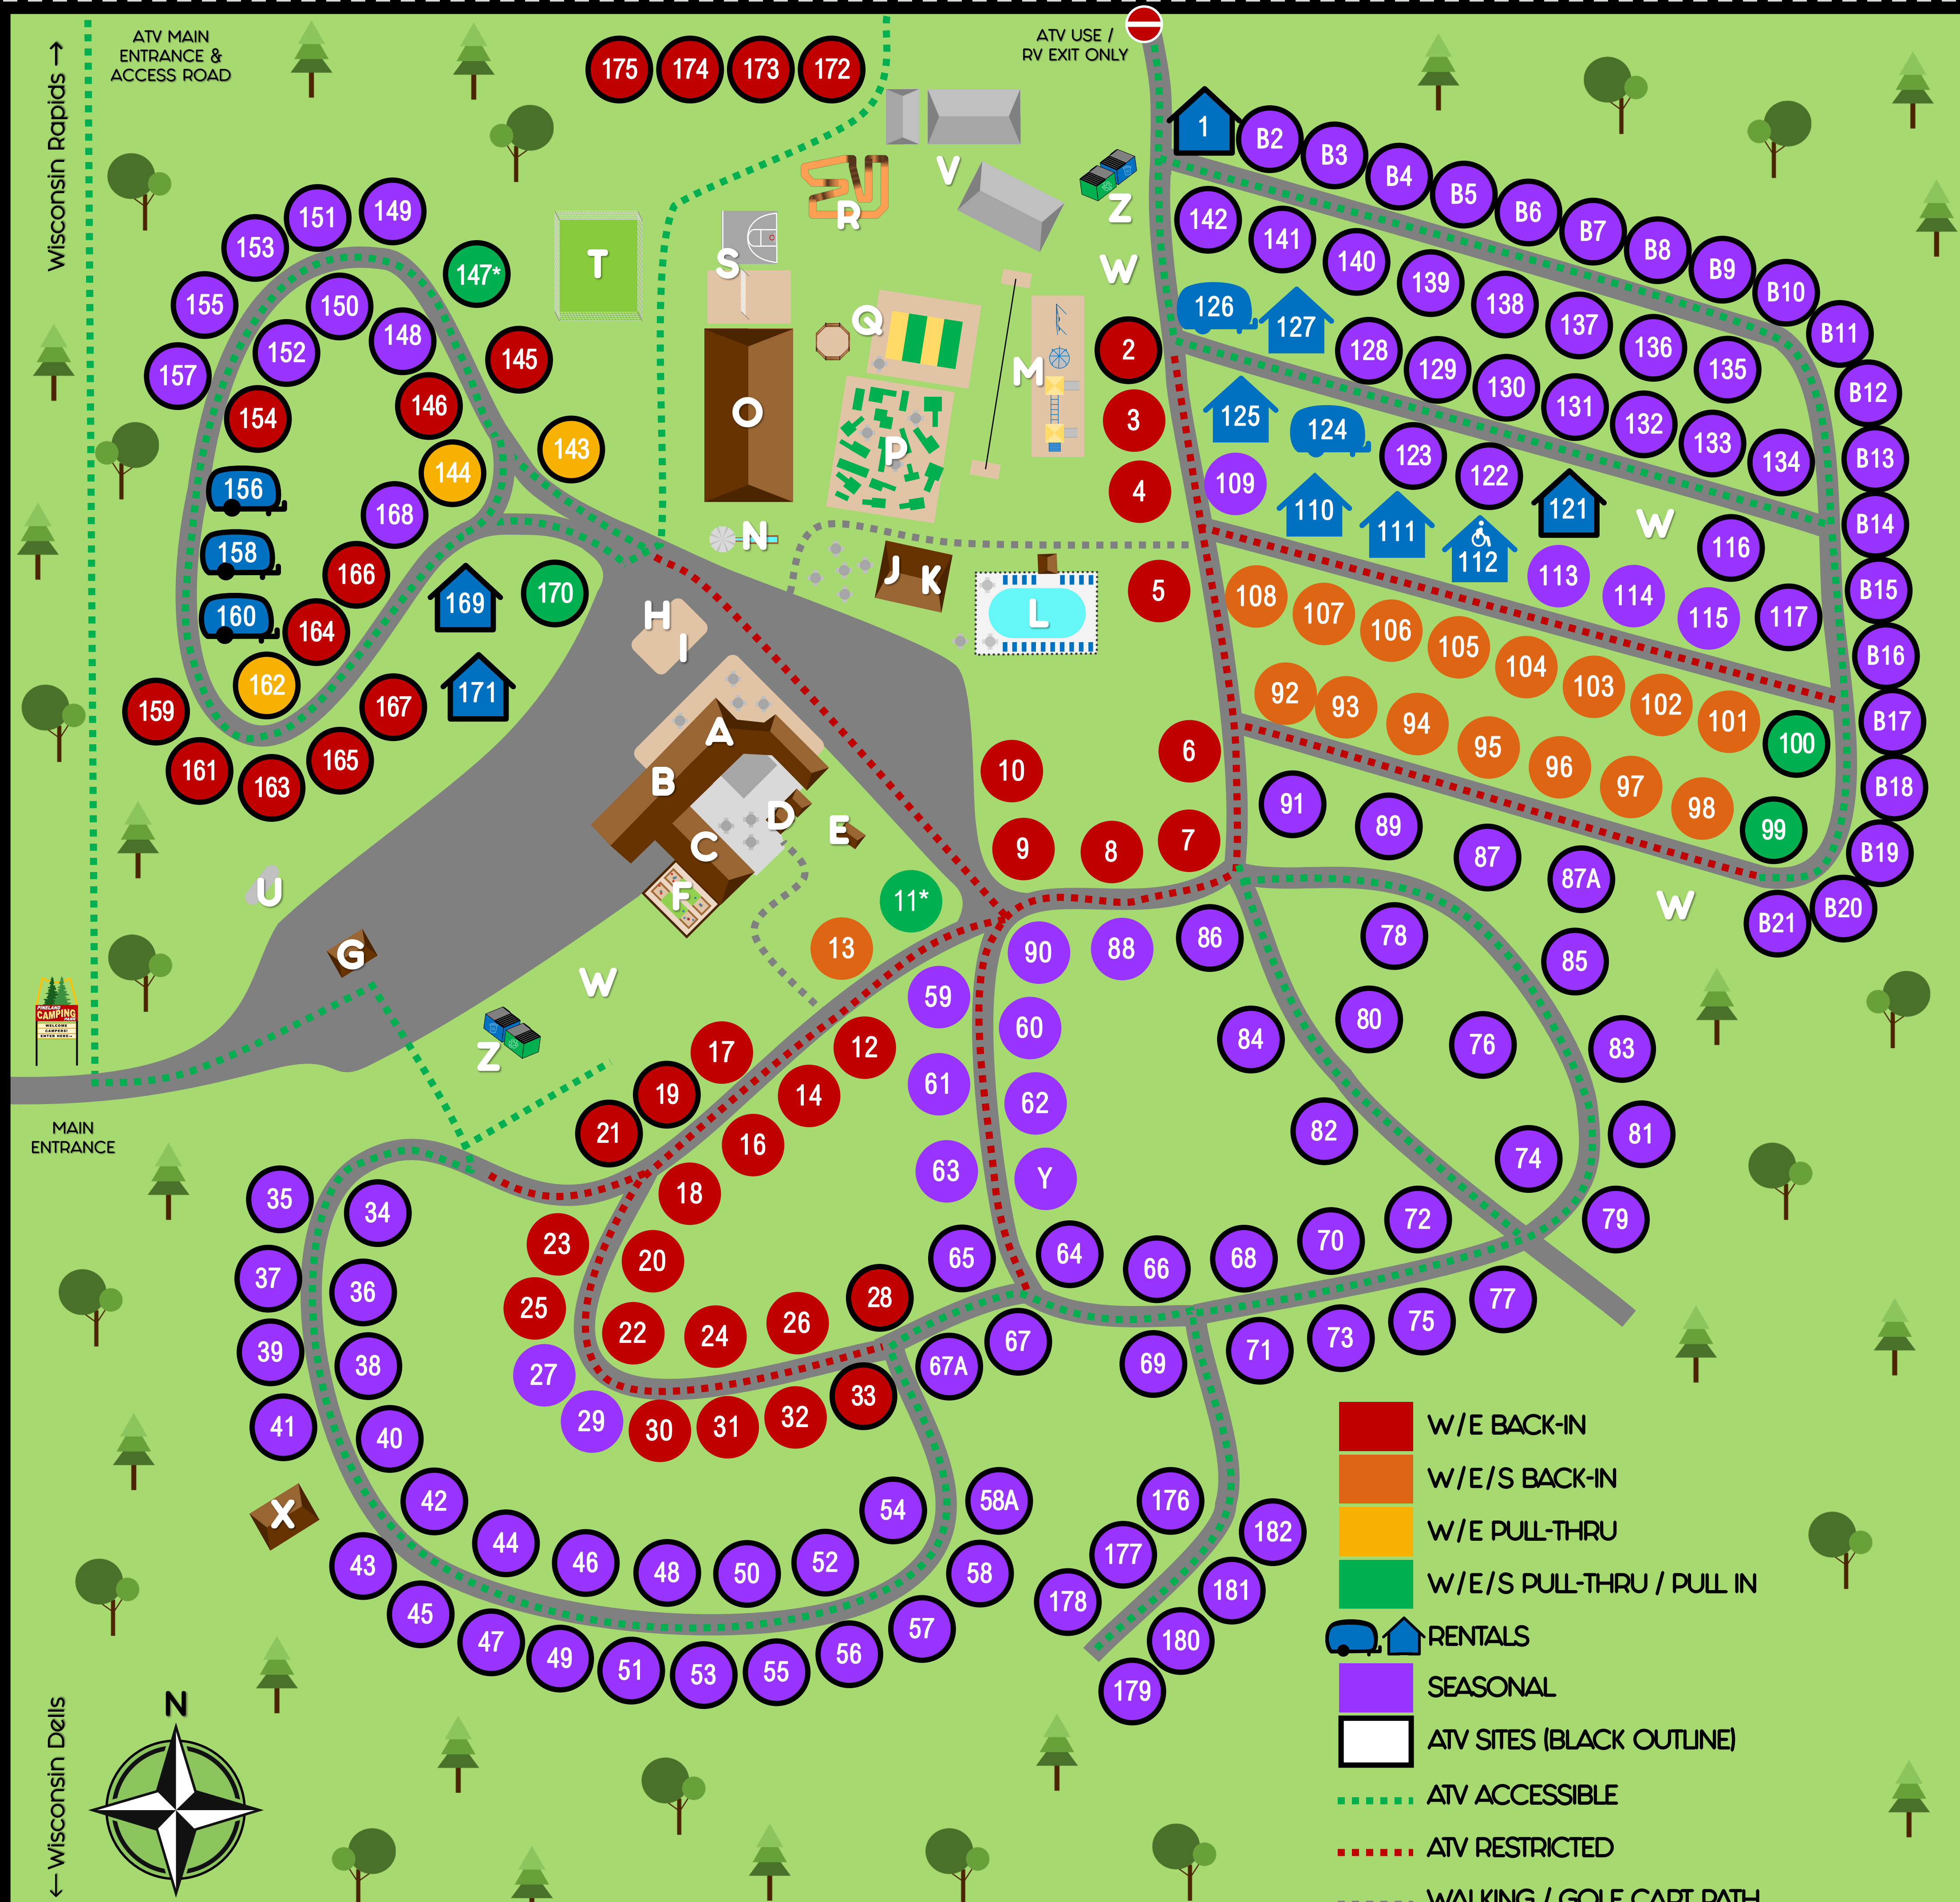 ATV MAIN
ENTRANCE &
ACCESS ROAD
Wisconsin Rapids →
ATV USE /
RV EXIT ONLY
175 174 173 172
1 B2 B3 B4 B5 B6 B7 B8 B9 B10 B11 B12 B13 B14 B15 B16 B17 B18 B19 B20 B21
142 141 140 139 138 137 136 135
126 127 128 129 130 131 132 133 134
125 124 123 122 121 116
109 110 111 112 113 114 115 117
108 107 106 105 104 103 102 101 100
92 93 94 95 96 97 98 99
91 89 87 87A
V
Z
R
S
T
W
Q
M
O
P
N
J K
L
H
I
A
B
C
D
E
F
G
U
W
Z
W
W
X
Y
151 149
153 147*
155 150 148 145
157 152 146 143
154 144
156 168
158 166 169 170
160 164 171
162 167
159 165
161 163
2
3
4
5
6
7
8
9
10
11*
13
12
17
14
19
16
21
18
23
20
25
22 24 26 28
27
29 30 31 32 33
90 88 86
59 60
61 62
63
65 64 66 68 70 72
67A 67 69 71 73 75 77
78 85
80 76 83
84 82 74 81
79
35 34
37 36
39 38
41 40
42 44 46 48 50 52 54 58A
43 45 47 49 51 53 55 56 57 58
176 182
177 181
178 180
179
PINELAND
CAMPING
PARK
WELCOME
CAMPERS!
ENTER HERE
MAIN
ENTRANCE
← Wisconsin Dells
N
W/E BACK-IN
W/E/S BACK-IN
W/E PULL-THRU
W/E/S PULL-THRU / PULL IN
RENTALS
SEASONAL
ATV SITES (BLACK OUTLINE)
ATV ACCESSIBLE
ATV RESTRICTED
WALKING / GOLF CART PATH